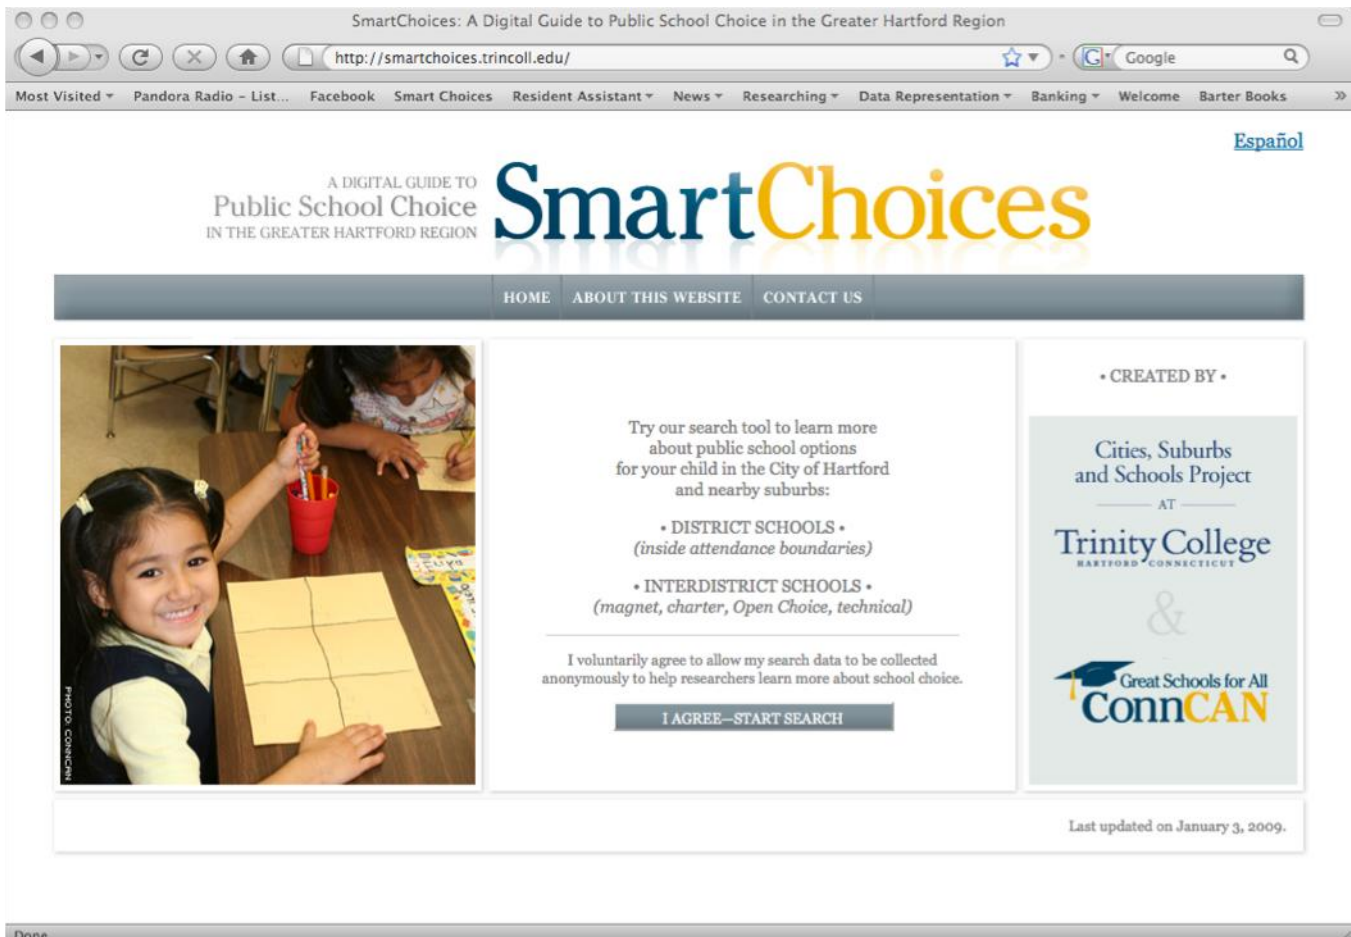 SmartChoices: A Digital Guide to Public School Choice in the Greater Hartford Region
http://smartchoices.trincoll.edu/
G
Google
Most Visited
Pandora Radio – List...
Facebook
Smart Choices
Resident Assistant
News
Researching
Data Representation
Banking
Welcome
Barter Books
»
Español
A DIGITAL GUIDE TO
Public School Choice
IN THE GREATER HARTFORD REGION
SmartChoices
HOME
ABOUT THIS WEBSITE
CONTACT US
PHOTO: CONNCAN
Try our search tool to learn more
about public school options
for your child in the City of Hartford
and nearby suburbs:
• DISTRICT SCHOOLS •
(inside attendance boundaries)
• INTERDISTRICT SCHOOLS •
(magnet, charter, Open Choice, technical)
I voluntarily agree to allow my search data to be collected
anonymously to help researchers learn more about school choice.
I AGREE—START SEARCH
• CREATED BY •
Cities, Suburbs
and Schools Project
AT
Trinity College
HARTFORD CONNECTICUT
&
Great Schools for All
ConnCAN
Last updated on January 3, 2009.
Done